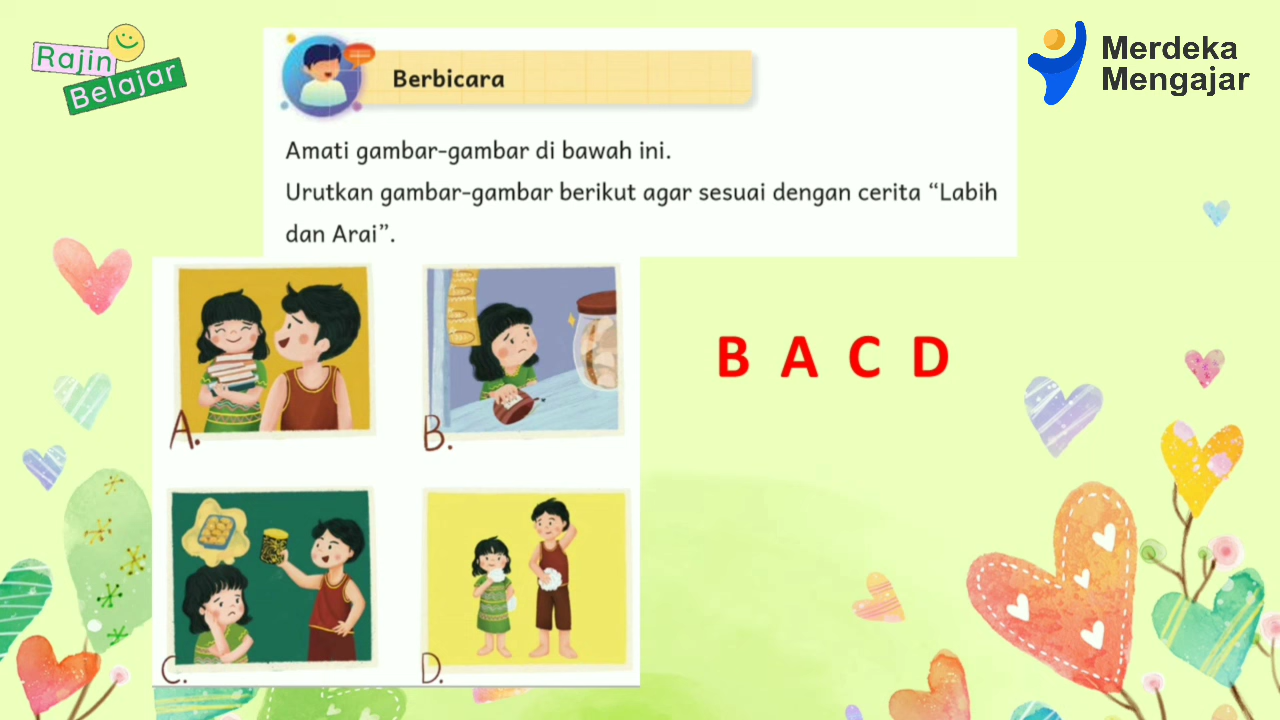 Rajin
Belajar
Berbicara
Merdeka
Mengajar
Amati gambar-gambar di bawah ini.
Urutkan gambar-gambar berikut agar sesuai dengan cerita “Labih
dan Arai”.
A.
B.
B A C D
C.
D.